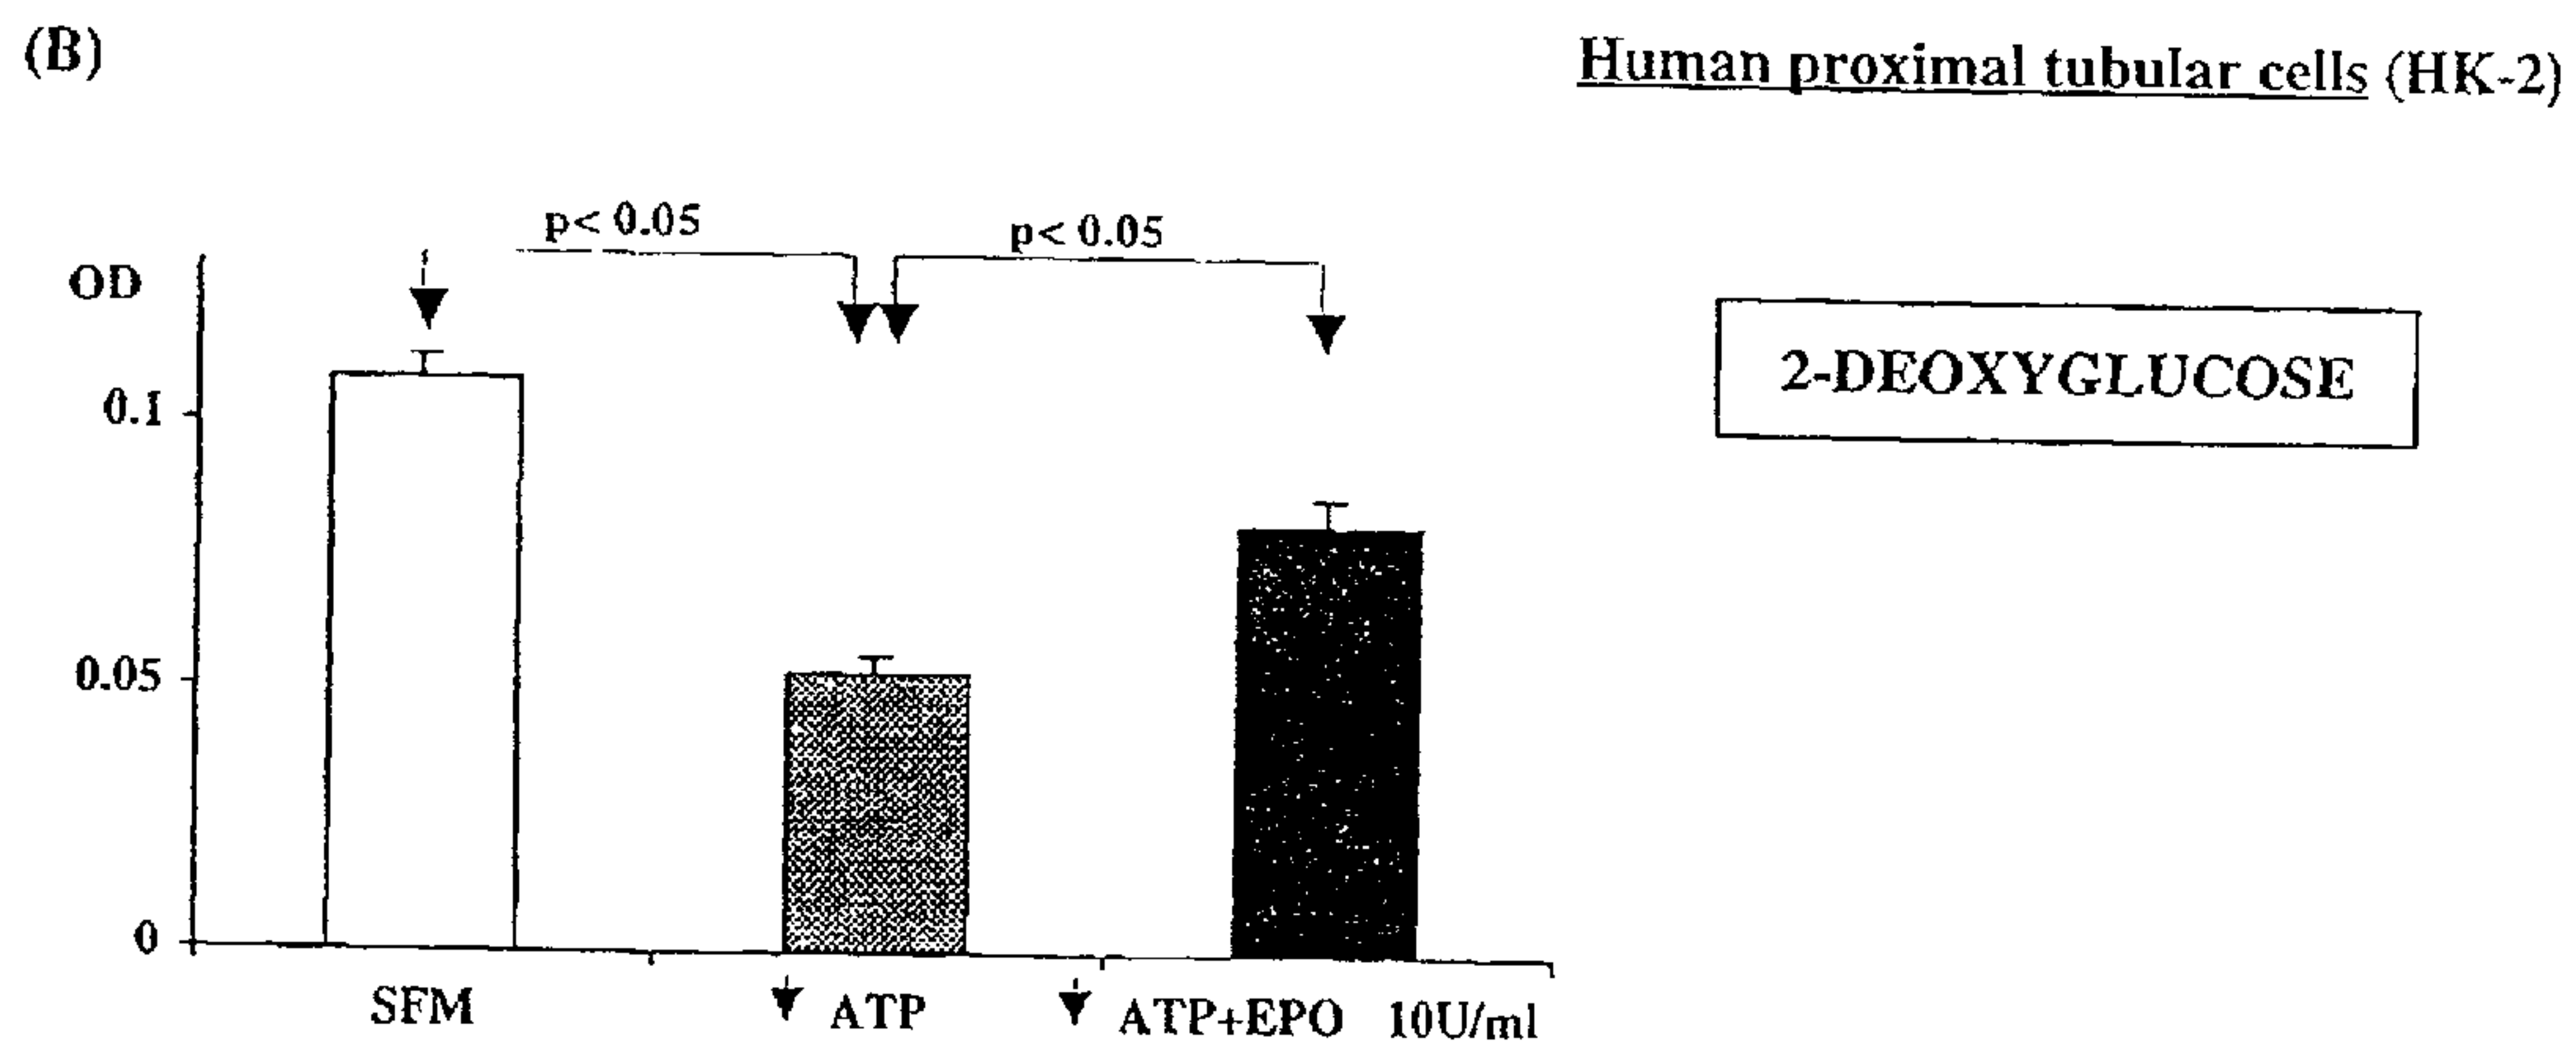 (B)
Human proximal tubular cells (HK-2)
p< 0.05
p< 0.05
OD
0.1
0.05
0
2-DEOXYGLUCOSE
SFM
ATP
ATP+EPO 10U/ml